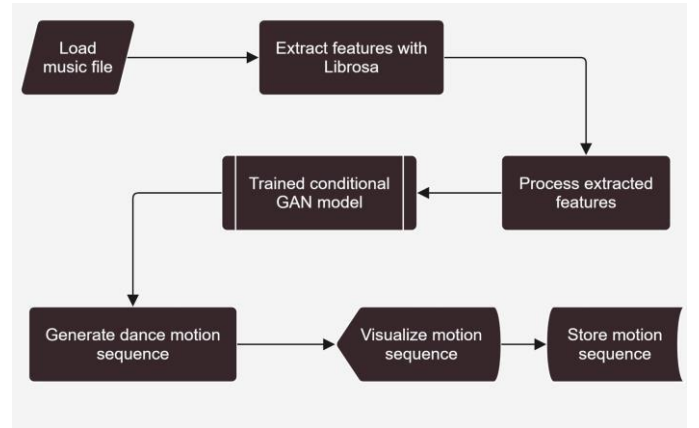 Load
music file
Extract features with
Librosa
Process extracted
features
Trained conditional
GAN model
Generate dance motion
sequence
Visualize motion
sequence
Store motion
sequence